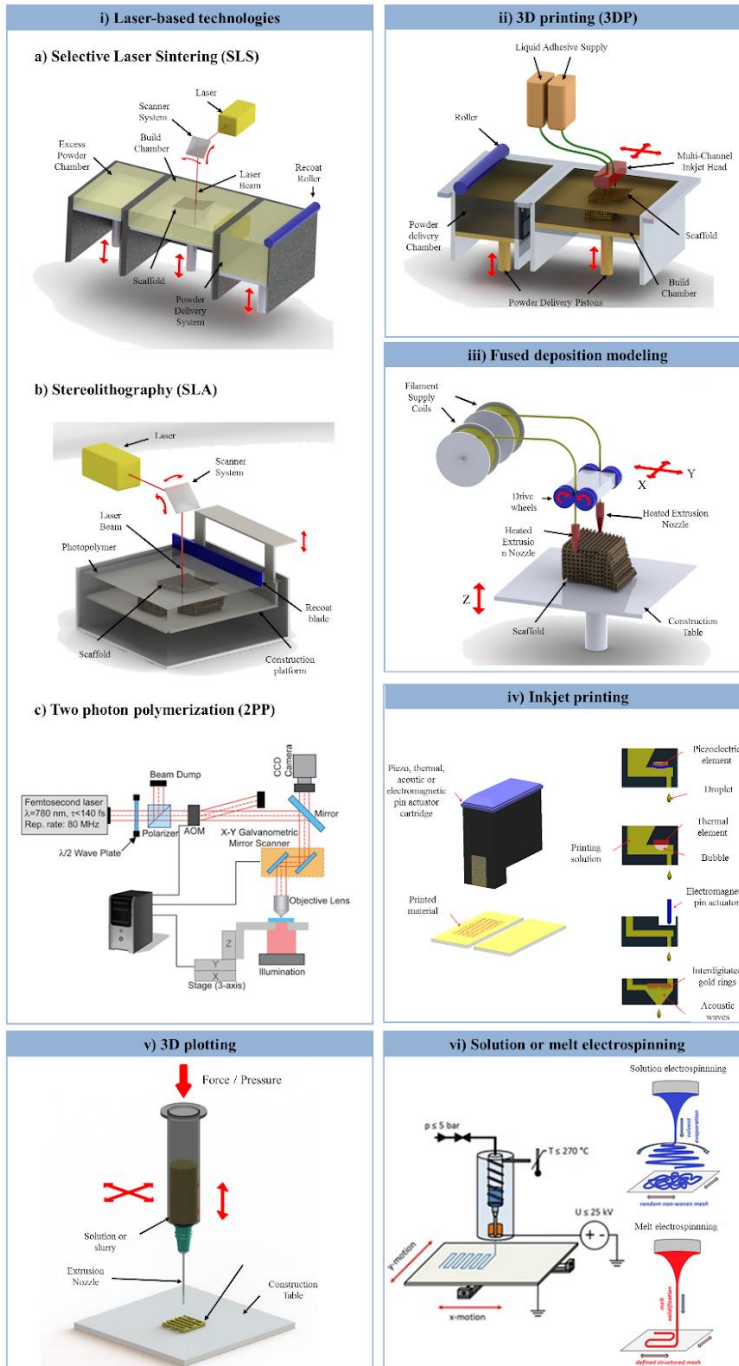 i) Laser-based technologies
a) Selective Laser Sintering (SLS)
Laser
Scanner
System
Build
Chamber
Excess
Powder
Chamber
Laser
Beam
Recoat
Roller
Scaffold
Powder
Delivery
System
b) Stereolithography (SLA)
Laser
Scanner
System
Laser
Beam
Photopolymer
Recoat
blade
Scaffold
Construction
platform
c) Two photon polymerization (2PP)
CCD
Camera
Beam Dump
Femtosecond laser
λ=780 nm, τ<140 fs
Rep. rate: 80 MHz
Polarizer
AOM
Mirror
λ/2 Wave Plate
X-Y Galvanometric
Mirror Scanner
Objective Lens
Z
Y
X
Stage (3-axis)
Illumination
ii) 3D printing (3DP)
Liquid Adhesive Supply
Roller
Multi-Channel
Inkjet Head
Powder
delivery
Chamber
Scaffold
Build
Chamber
Powder Delivery Pistons
iii) Fused deposition modeling
Filament
Supply
Coils
X
Y
Drive
wheels
Heated Extrusion
Nozzle
Heated
Extrusio
n Nozzle
Z
Scaffold
Construction
Table
iv) Inkjet printing
Piezo, thermal,
acoutic or
electromagnetic
pin actuator
cartridge
Piezoelectric
element
Droplet
Thermal
element
Printing
solution
Bubble
Electromagnet
pin actuator
Printed
material
Interdigitated
gold rings
Acoustic
waves
v) 3D plotting
Force / Pressure
Solution or
slurry
Extrusion
Nozzle
Construction
Table
vi) Solution or melt electrospinning
Solution electrospinnning
p ≤ 5 bar
T ≤ 270 °C
U ≤ 25 kV
y-motion
x-motion
solvent
evaporation
random non-woven mesh
Melt electrospinnning
melt
solidification
defined structured mesh